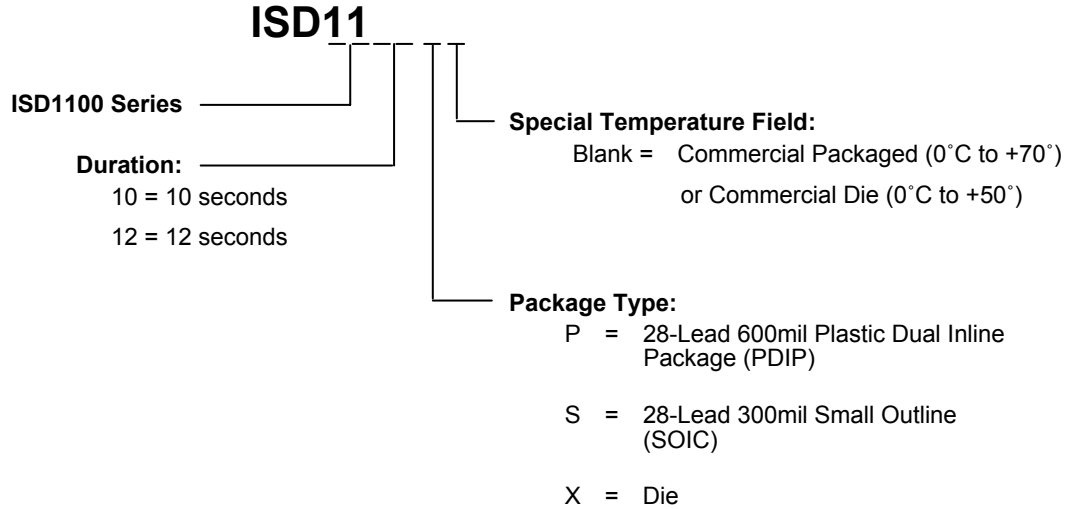 ISD11
ISD1100 Series
Duration:
10 = 10 seconds
12 = 12 seconds
Special Temperature Field:
Blank = Commercial Packaged (0˚C to +70˚)
or Commercial Die (0˚C to +50˚)
Package Type:
P = 28-Lead 600mil Plastic Dual Inline
Package (PDIP)
S = 28-Lead 300mil Small Outline
(SOIC)
X = Die